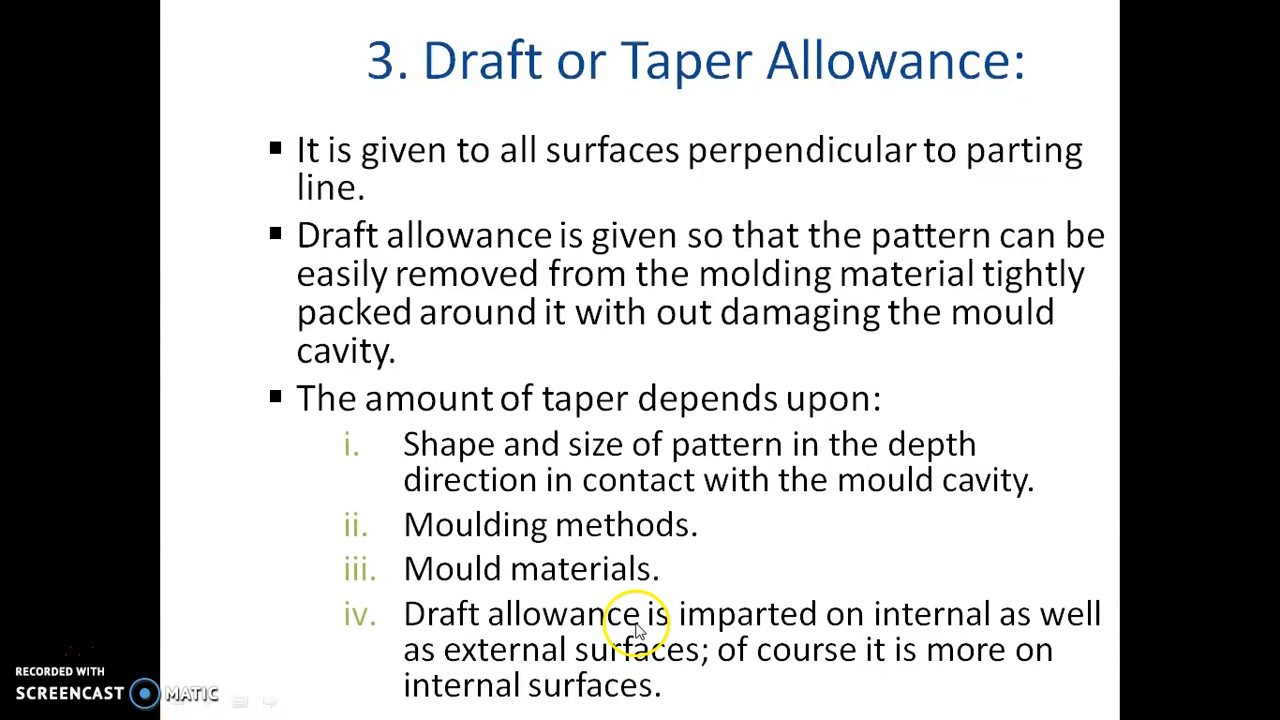 3. Draft or Taper Allowance:
▪ It is given to all surfaces perpendicular to parting
line.
▪ Draft allowance is given so that the pattern can be
easily removed from the molding material tightly
packed around it with out damaging the mould
cavity.
▪ The amount of taper depends upon:
i. Shape and size of pattern in the depth
direction in contact with the mould cavity.
ii. Moulding methods.
iii. Mould materials.
iv. Draft allowance is imparted on internal as well
as external surfaces; of course it is more on
internal surfaces.
RECORDED WITH
SCREENCAST MATIC